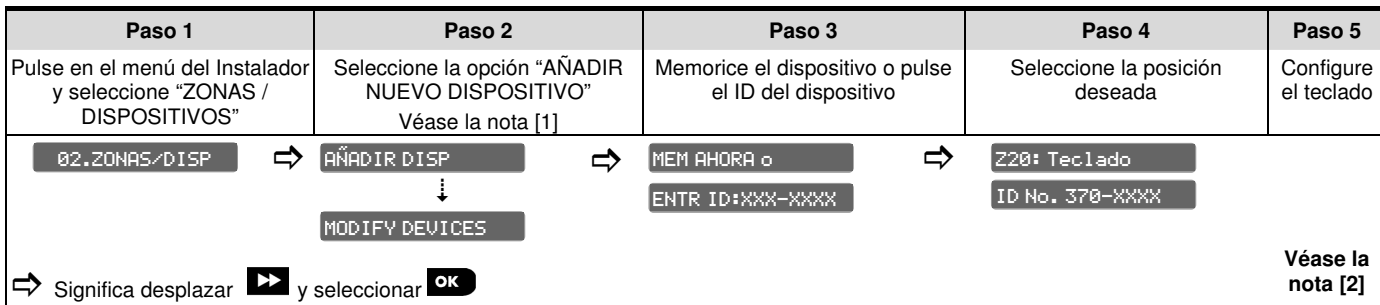 Paso 1
Paso 2
Paso 3
Paso 4
Paso 5
Pulse en el menú del Instalador
y seleccione “ZONAS /
DISPOSITIVOS”
Seleccione la opción “AÑADIR
NUEVO DISPOSITIVO”
Véase la nota [1]
Memorice el dispositivo o pulse
el ID del dispositivo
Seleccione la posición
deseada
Configure
el teclado
02.ZONAS/DISP
AÑADIR DISP
MODIFY DEVICES
MEM AHORA o
ENTR ID:XXX-XXXX
Z20: Teclado
ID No. 370-XXXX
Véase la
nota [2]
Significa desplazar y seleccionar OK